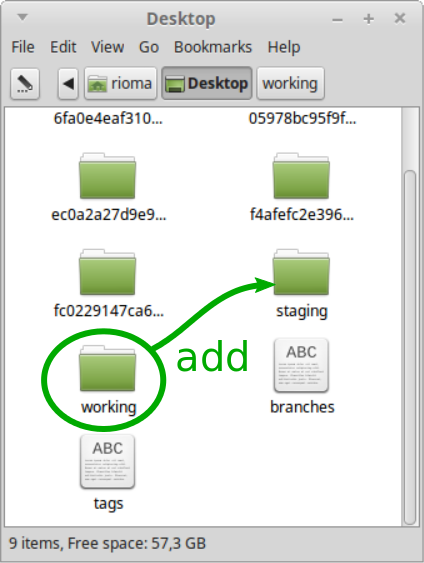 Desktop
File Edit View Go Bookmarks Help
rioma Desktop working
6fa0e4eaf310... 05978bc95f9f...
ec0a2a27d9e9... f4afefc2e396...
fc0229147ca6... staging
add
ABC
working branches
ABC
tags
9 items, Free space: 57,3 GB